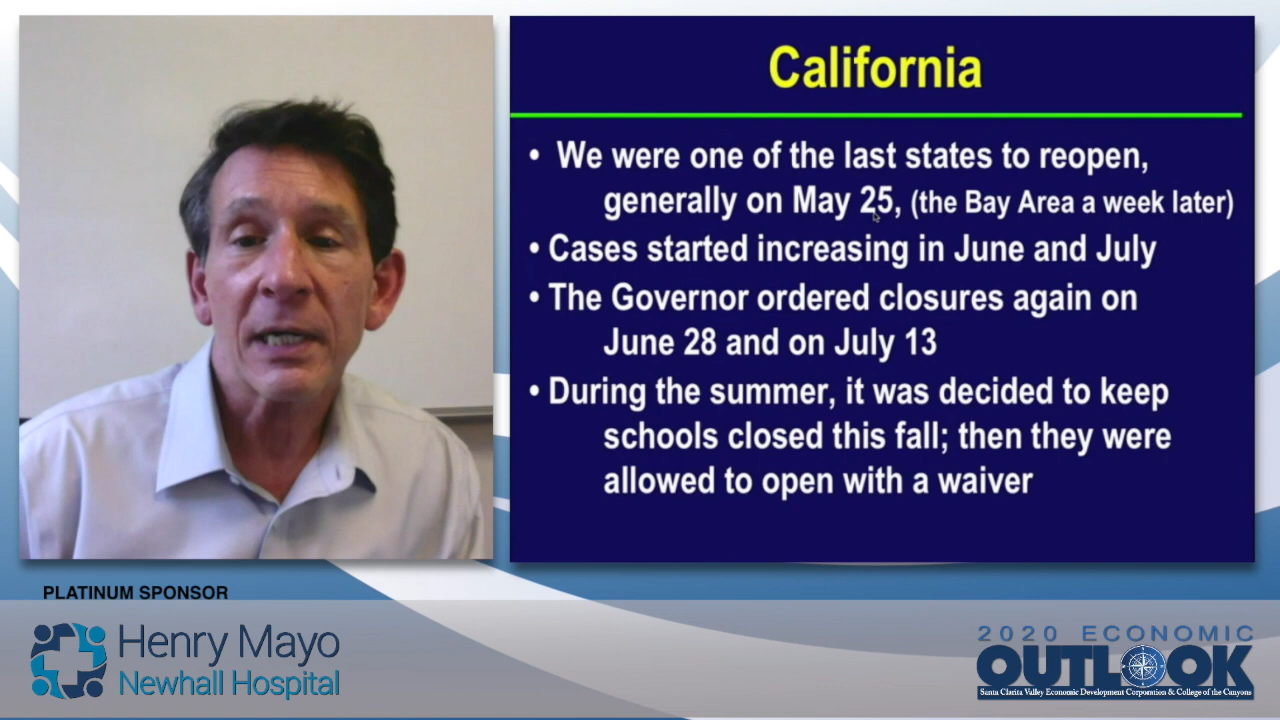 California
• We were one of the last states to reopen,
generally on May 25, (the Bay Area a week later)
• Cases started increasing in June and July
• The Governor ordered closures again on
June 28 and on July 13
• During the summer, it was decided to keep
schools closed this fall; then they were
allowed to open with a waiver
PLATINUM SPONSOR
Henry Mayo
Newhall Hospital
2020 ECONOMIC
OUTLOOK
Santa Clarita Valley Economic Development Corporation & College of the Canyons